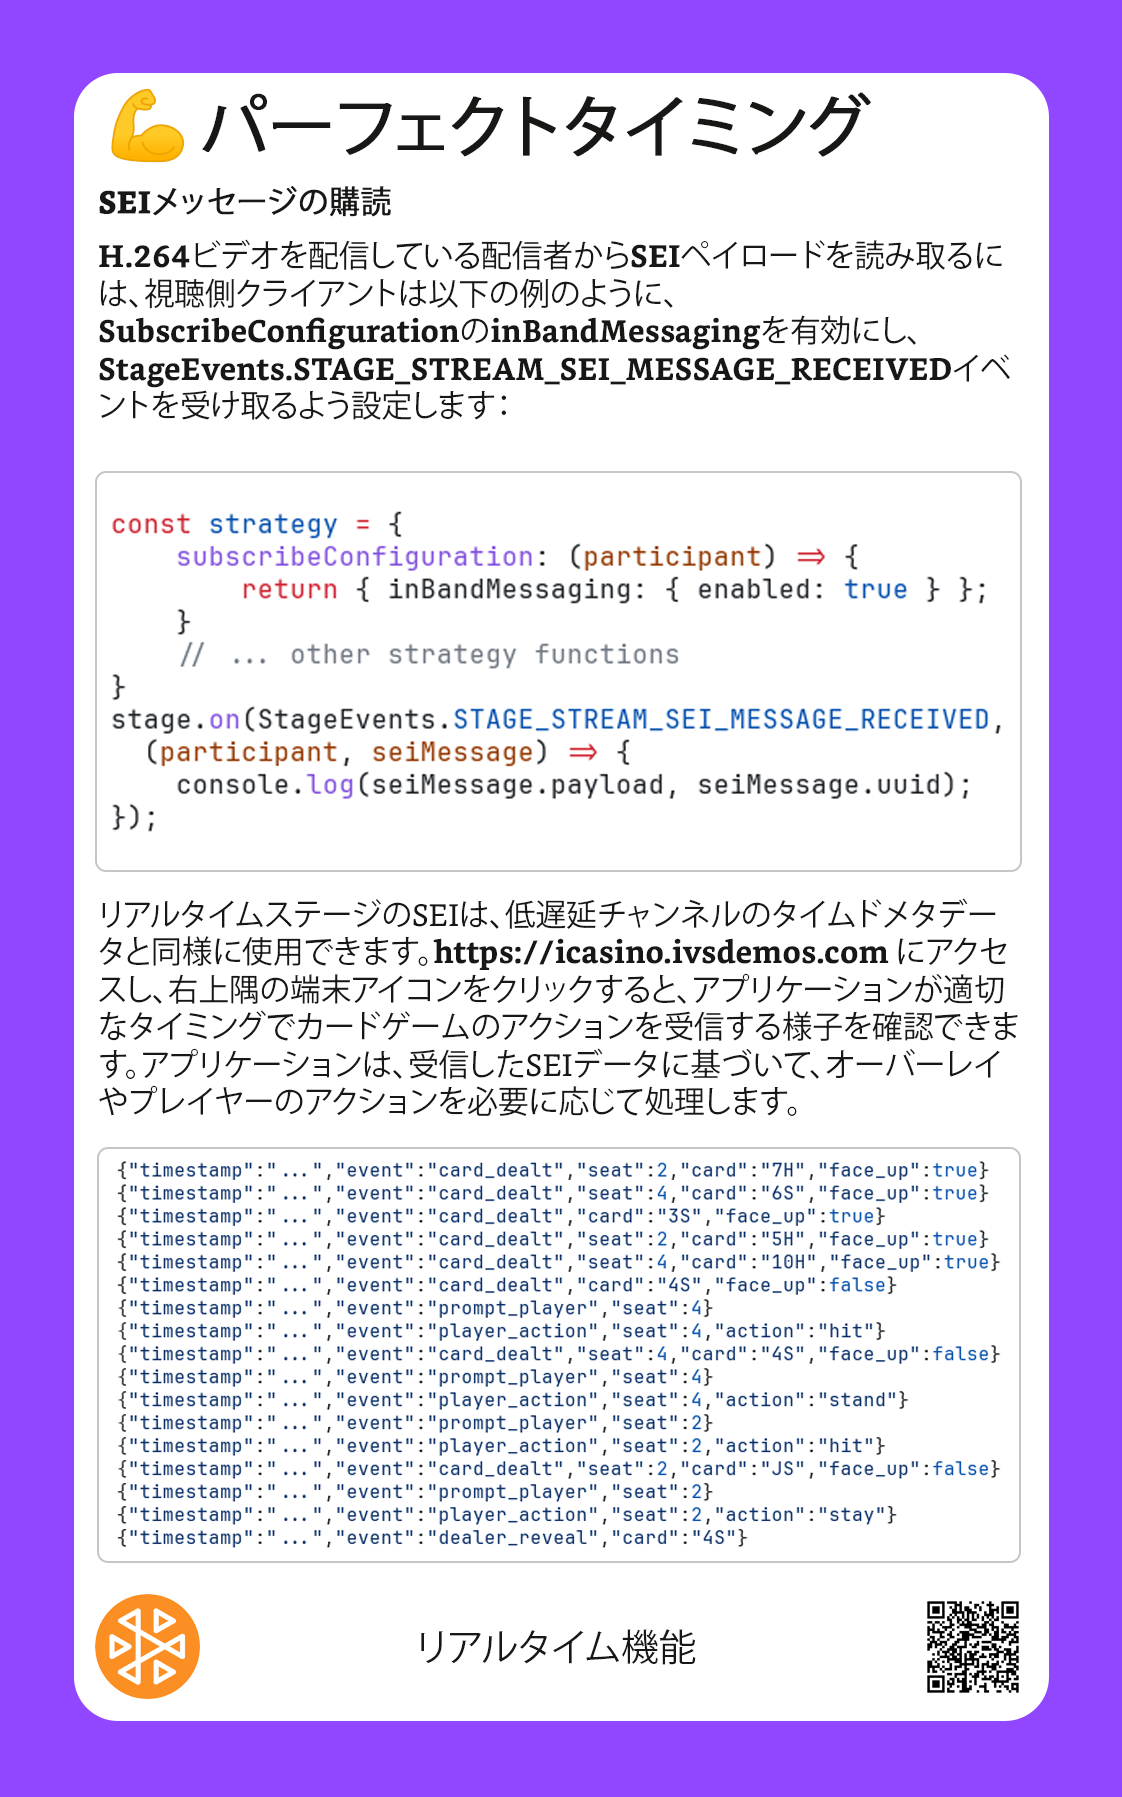 💪 パーフェクトタイミング
SEIメッセージの購読
H.264ビデオを配信している配信者からSEIペイロードを読み取るに
は、視聴側クライアントは以下の例のように、
SubscribeConfigurationのinBandMessagingを有効にし、
StageEvents.STAGE_STREAM_SEI_MESSAGE_RECEIVEDイベ
ントを受け取るよう設定します：
const strategy = {
    subscribeConfiguration: (participant) => {
        return { inBandMessaging: { enabled: true } };
    }
    // ... other strategy functions
}
stage.on(StageEvents.STAGE_STREAM_SEI_MESSAGE_RECEIVED,
  (participant, seiMessage) => {
    console.log(seiMessage.payload, seiMessage.uuid);
});
リアルタイムステージのSEIは、低遅延チャンネルのタイムドメタデー
タと同様に使用できます。https://icasino.ivsdemos.com にアクセ
スし、右上隅の端末アイコンをクリックすると、アプリケーションが適切
なタイミングでカードゲームのアクションを受信する様子を確認できま
す。アプリケーションは、受信したSEIデータに基づいて、オーバーレイ
やプレイヤーのアクションを必要に応じて処理します。
{"timestamp":"...","event":"card_dealt","seat":2,"card":"7H","face_up":true}
{"timestamp":"...","event":"card_dealt","seat":4,"card":"6S","face_up":true}
{"timestamp":"...","event":"card_dealt","card":"3S","face_up":true}
{"timestamp":"...","event":"card_dealt","seat":2,"card":"5H","face_up":true}
{"timestamp":"...","event":"card_dealt","seat":4,"card":"10H","face_up":true}
{"timestamp":"...","event":"card_dealt","card":"4S","face_up":false}
{"timestamp":"...","event":"prompt_player","seat":4}
{"timestamp":"...","event":"player_action","seat":4,"action":"hit"}
{"timestamp":"...","event":"card_dealt","seat":4,"card":"4S","face_up":false}
{"timestamp":"...","event":"prompt_player","seat":4}
{"timestamp":"...","event":"player_action","seat":4,"action":"stand"}
{"timestamp":"...","event":"prompt_player","seat":2}
{"timestamp":"...","event":"player_action","seat":2,"action":"hit"}
{"timestamp":"...","event":"card_dealt","seat":2,"card":"JS","face_up":false}
{"timestamp":"...","event":"prompt_player","seat":2}
{"timestamp":"...","event":"player_action","seat":2,"action":"stay"}
{"timestamp":"...","event":"dealer_reveal","card":"4S"}
リアルタイム機能